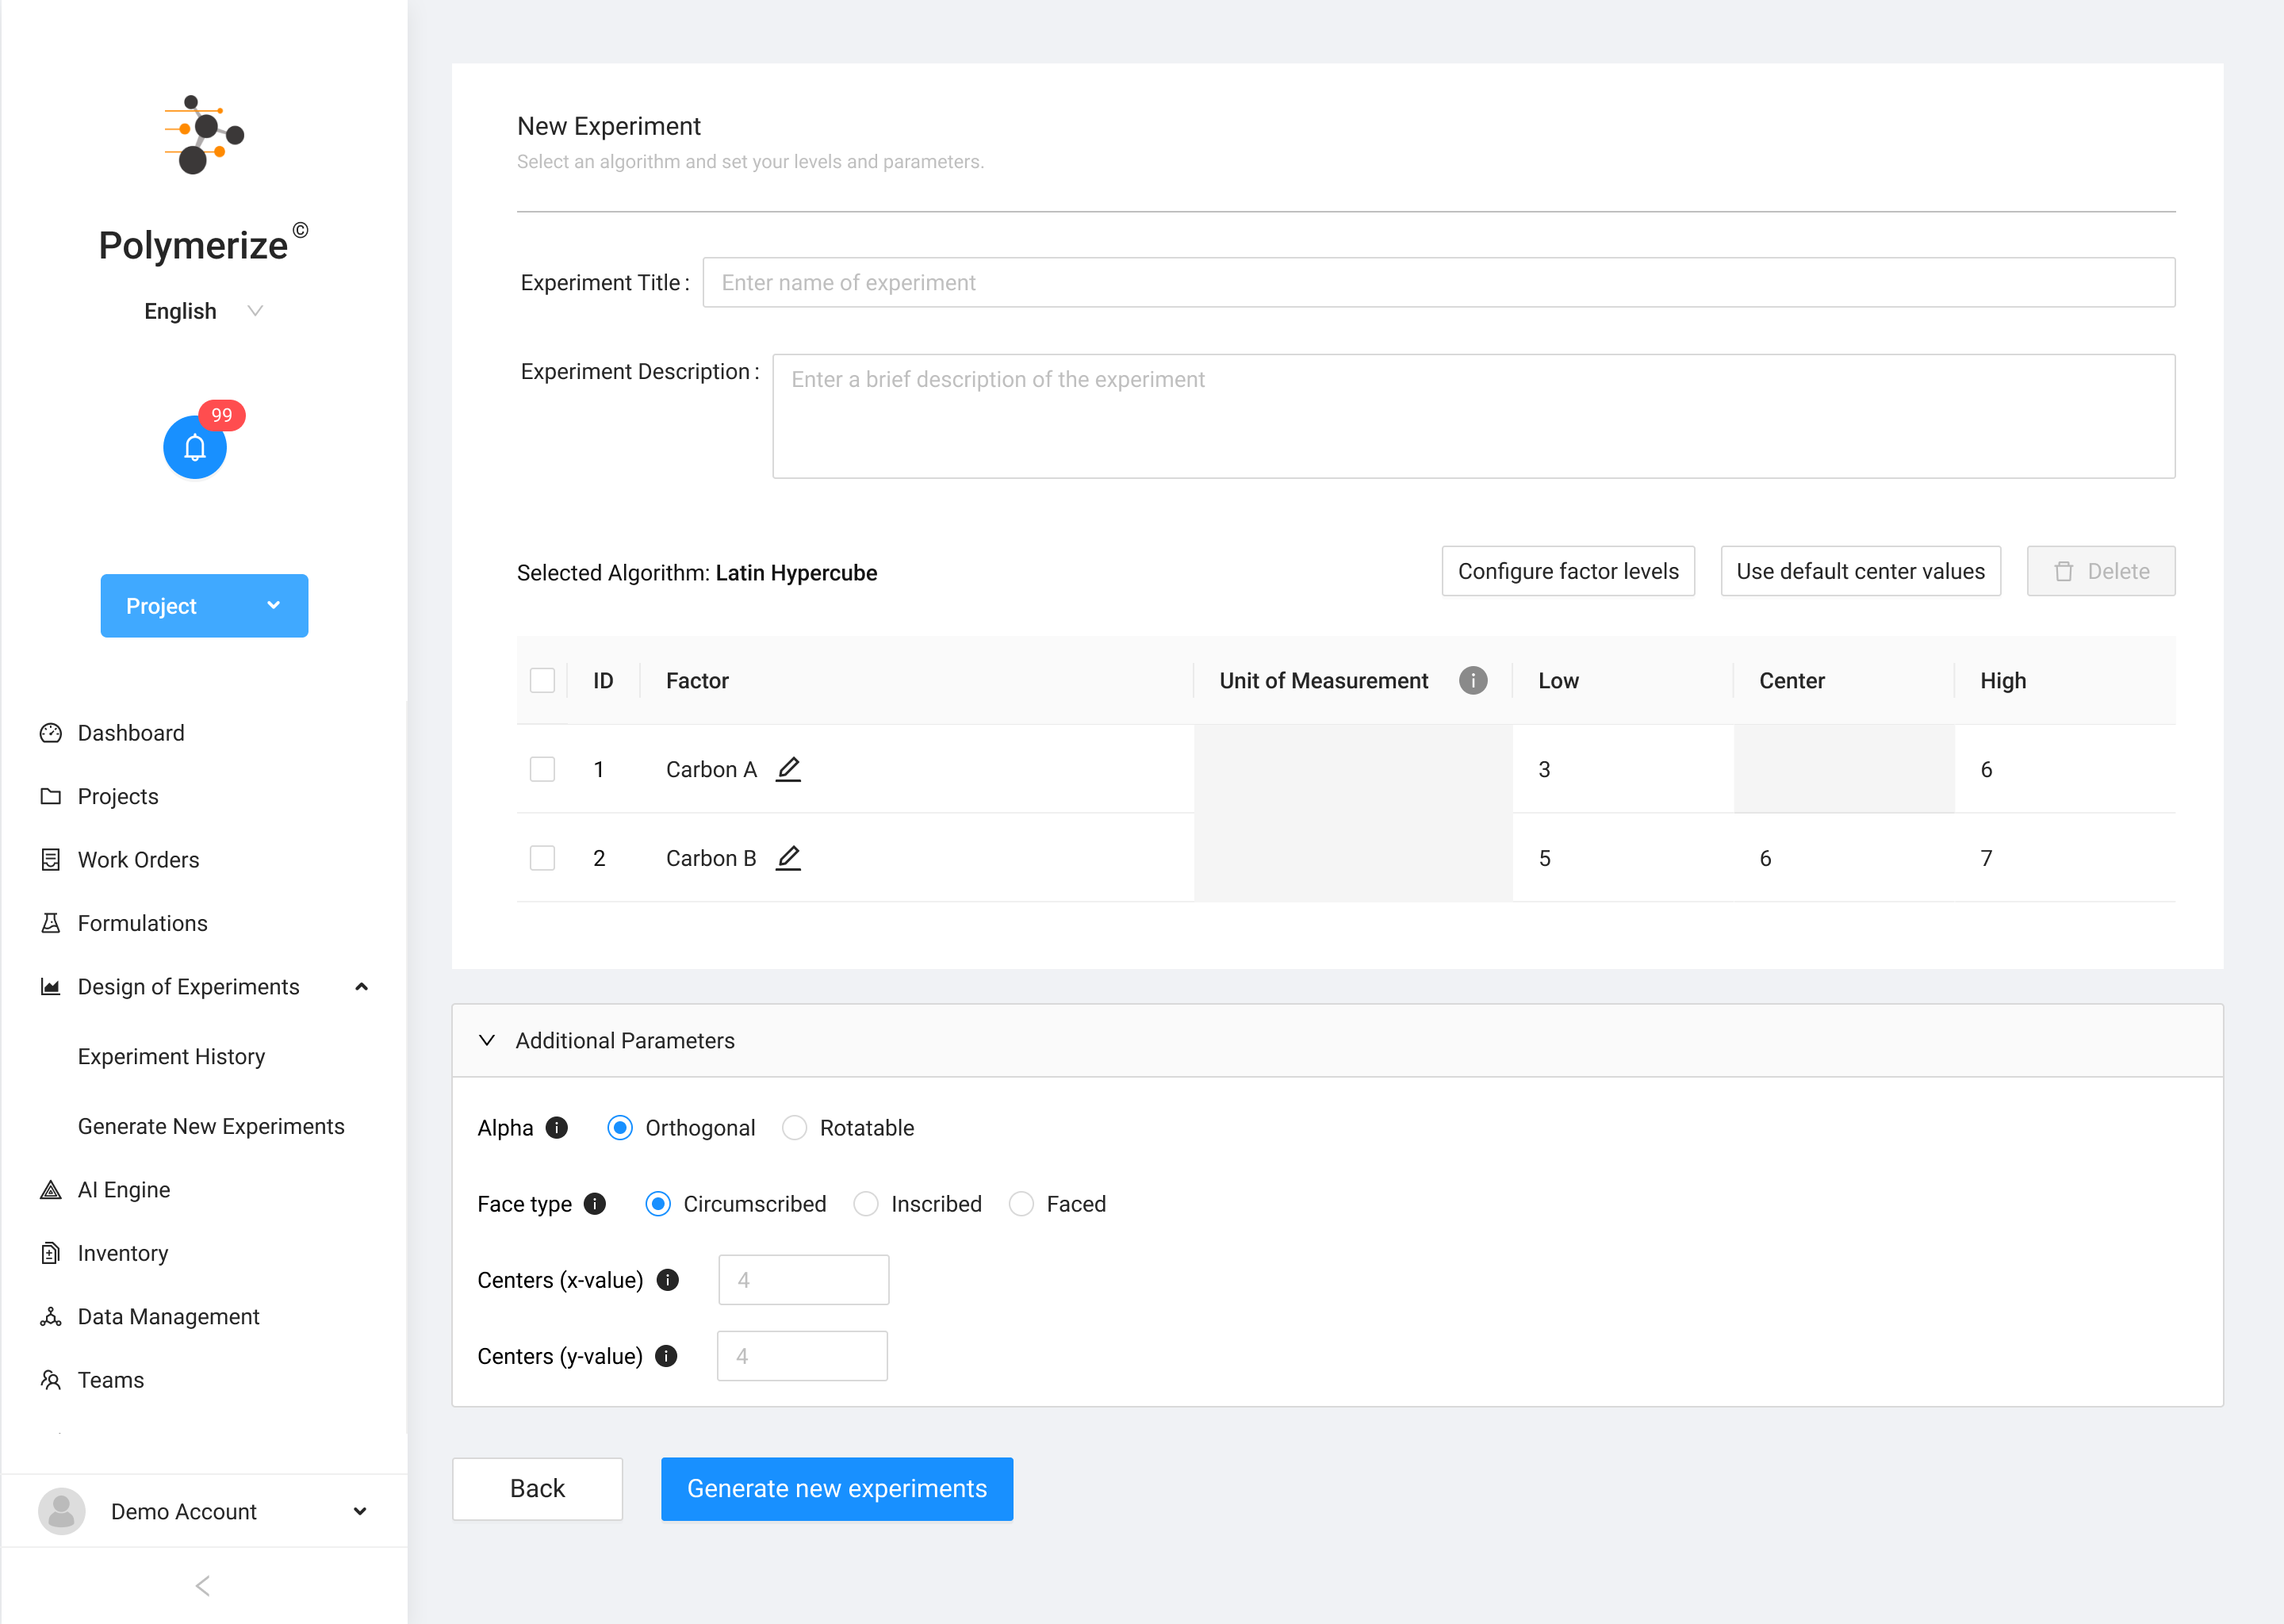 Polymerize ©
English
99
Project
Dashboard
Projects
Work Orders
Formulations
Design of Experiments
Experiment History
Generate New Experiments
AI Engine
Inventory
Data Management
Teams
Demo Account
New Experiment
Select an algorithm and set your levels and parameters.
Experiment Title : Enter name of experiment
Experiment Description : Enter a brief description of the experiment
Selected Algorithm: Latin Hypercube Configure factor levels Use default center values Delete
ID Factor Unit of Measurement i Low Center High
1 Carbon A 3 6
2 Carbon B 5 6 7
Additional Parameters
Alpha i Orthogonal Rotatable
Face type i Circumscribed Inscribed Faced
Centers (x-value) i 4
Centers (y-value) i 4
Back Generate new experiments